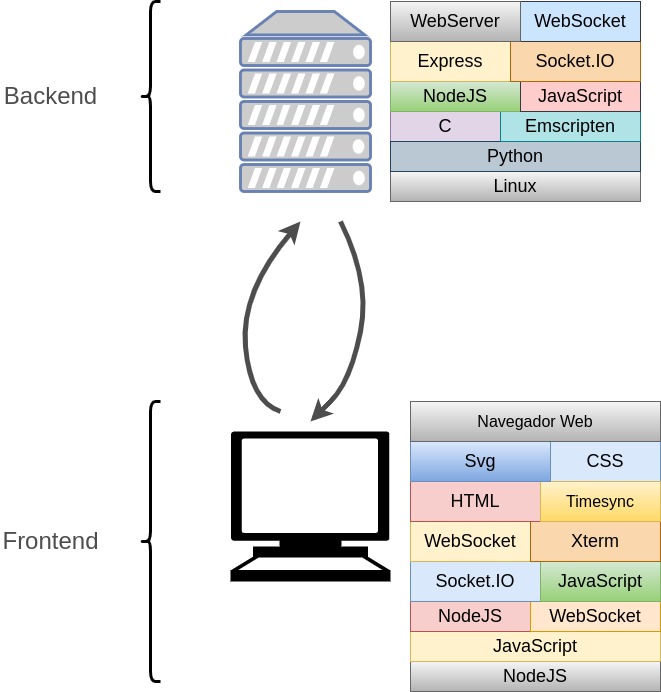 WebServer WebSocket
Express Socket.IO
Backend
NodeJS JavaScript
C Emscripten
Python
Linux
Navegador Web
Svg CSS
HTML Timesync
Frontend
WebSocket Xterm
Socket.IO JavaScript
NodeJS WebSocket
JavaScript
NodeJS